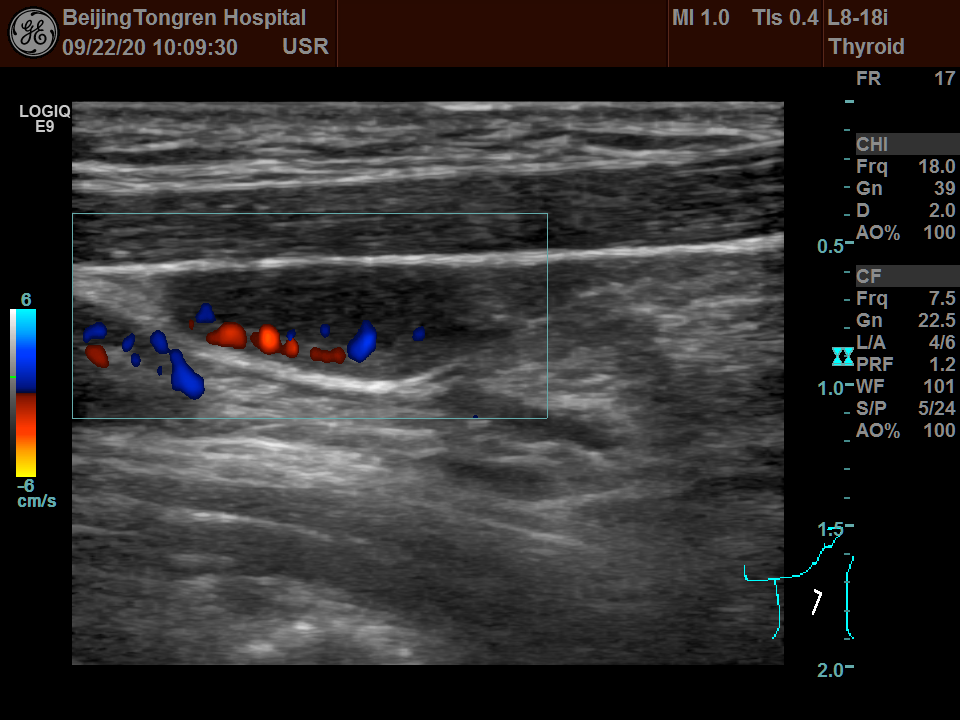 BeijingTongren Hospital
09/22/20 10:09:30 USR
MI 1.0 TIs 0.4
L8-18i
Thyroid
LOGIQ
E9
FR 17
CHI
Frq 18.0
Gn 39
D 2.0
AO% 100
CF
Frq 7.5
Gn 22.5
L/A 4/6
PRF 1.2
WF 101
S/P 5/24
AO% 100
0.5
1.0
1.5
2.0
6
-6
cm/s